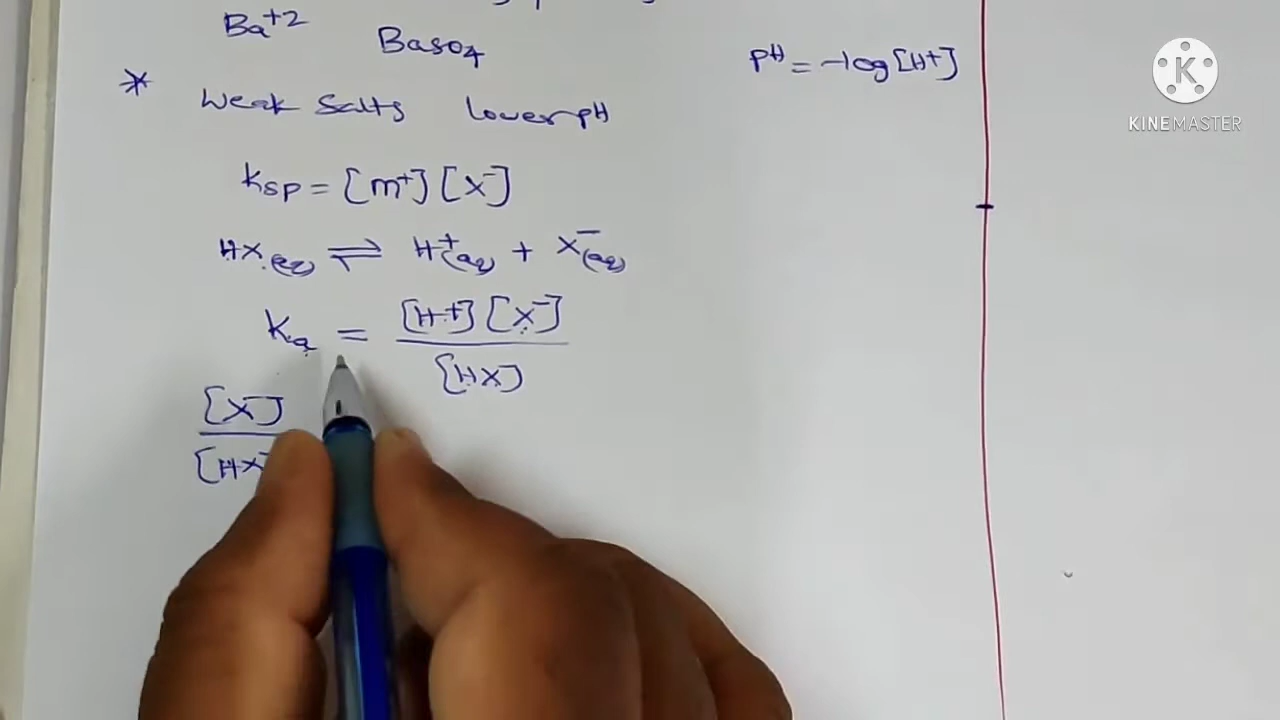 Ba+2 BaSO4
pH = -log[H+]
* Weak Salts lower pH
Ksp = [m+] [X-]
HX(aq) ⇌ H+(aq) + X-(aq)
Ka = [H+] [X-]
[HX]
[X-]
[HX
KINEMASTER